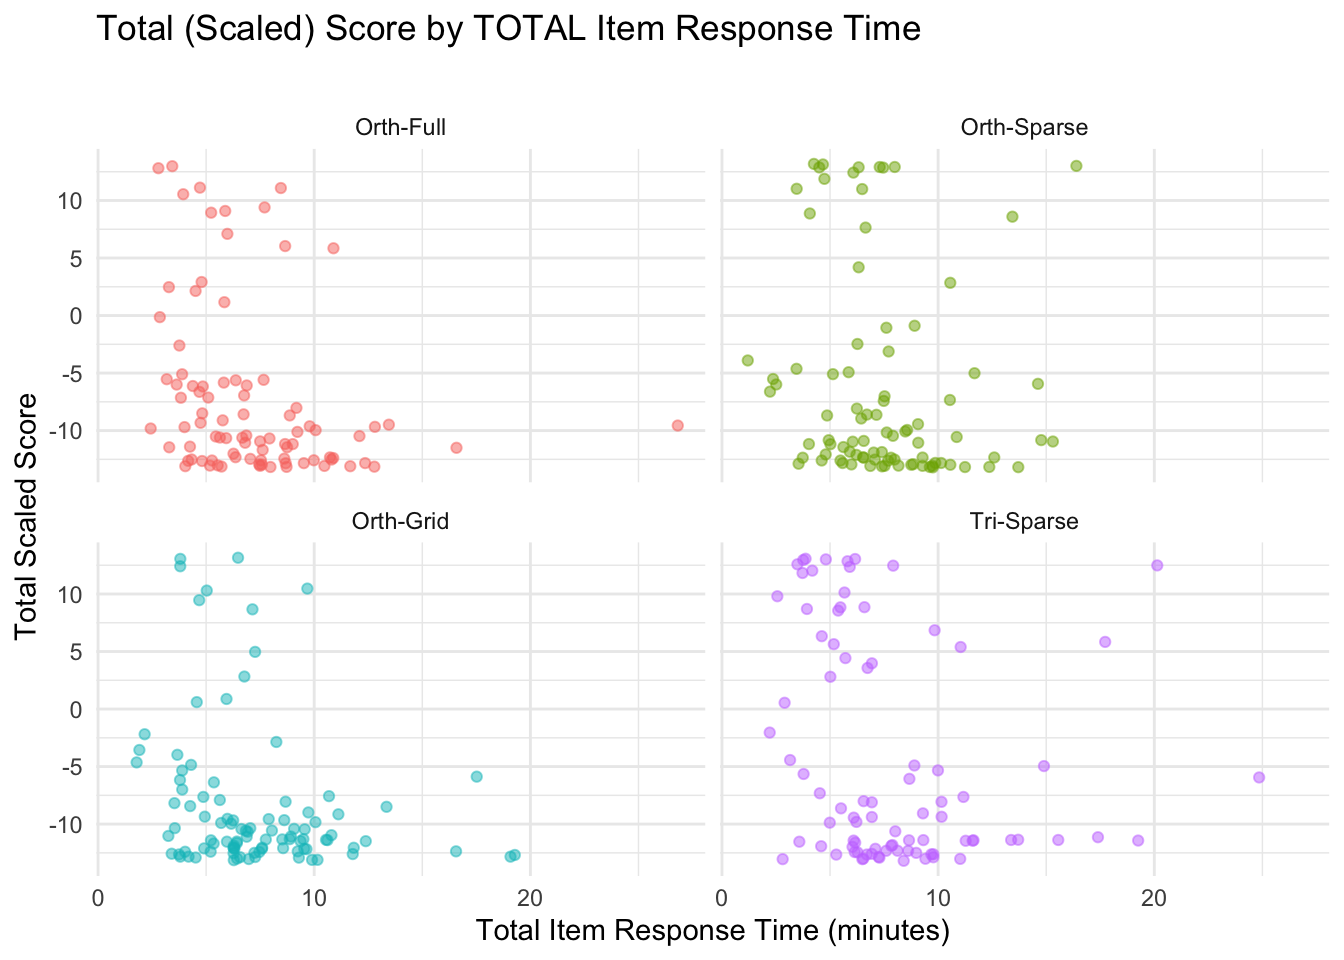 Total (Scaled) Score by TOTAL Item Response Time
Orth-Full
Orth-Sparse
10
5
0
-5
-10
Orth-Grid
Tri-Sparse
10
5
0
-5
-10
0
10
20
0
10
20
Total Scaled Score
Total Item Response Time (minutes)